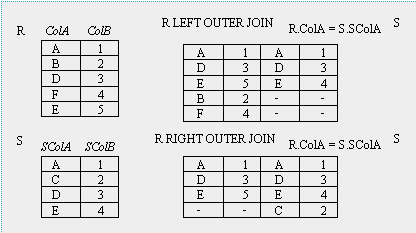 R LEFT OUTER JOIN R.ColA = S.SColA S
R ColA ColB
A 1
B 2
D 3
F 4
E 5
A 1 A 1
D 3 D 3
E 5 E 4
B 2 - -
F 4 - -
R RIGHT OUTER JOIN R.ColA = S.SColA S
S SColA SColB
A 1
C 2
D 3
E 4
A 1 A 1
D 3 D 3
E 5 E 4
- - C 2